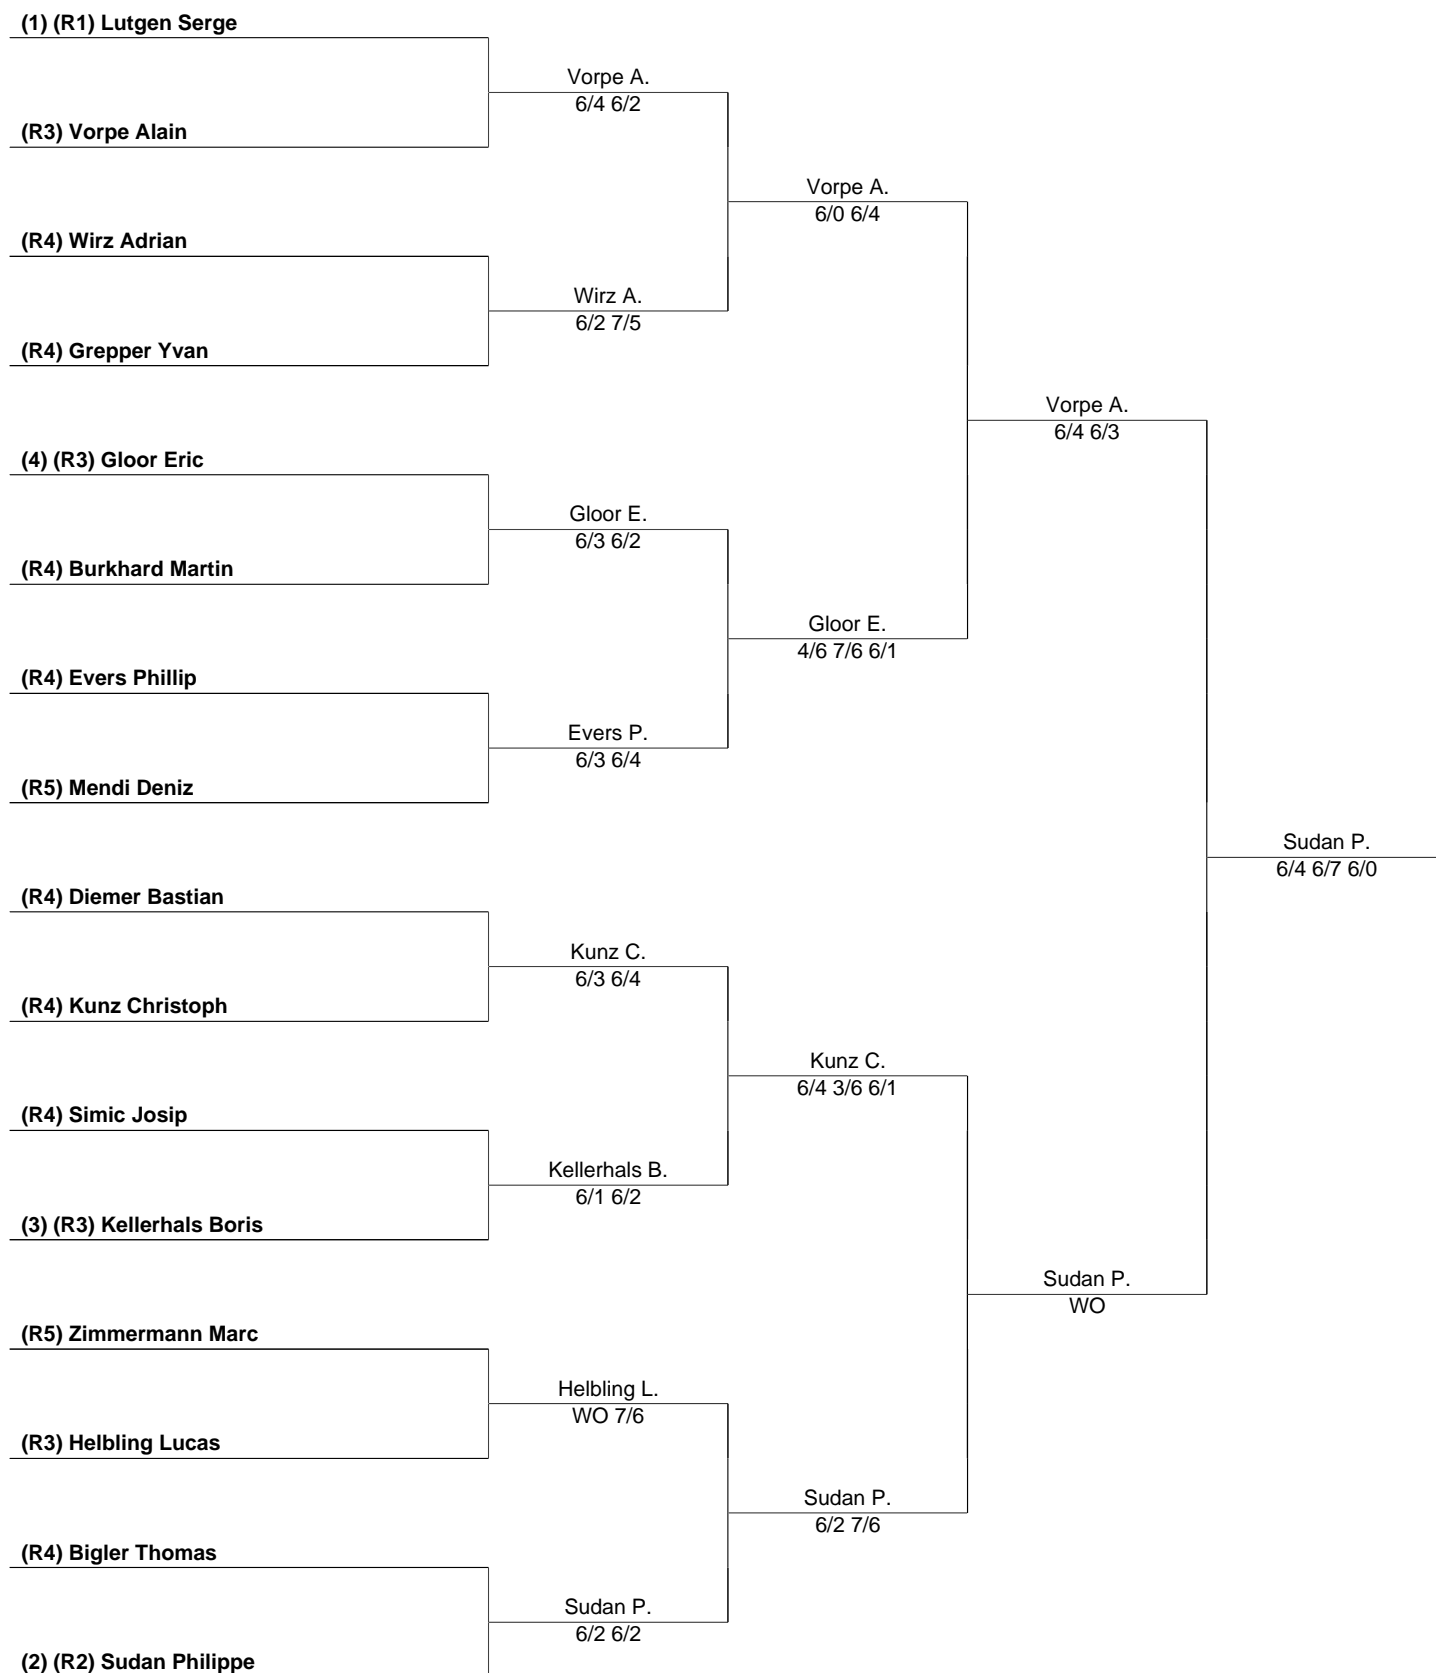 (1) (R1) Lutgen Serge
Vorpe A.
6/4 6/2
(R3) Vorpe Alain
Vorpe A.
6/0 6/4
(R4) Wirz Adrian
Wirz A.
6/2 7/5
(R4) Grepper Yvan
Vorpe A.
6/4 6/3
(4) (R3) Gloor Eric
Gloor E.
6/3 6/2
(R4) Burkhard Martin
Gloor E.
4/6 7/6 6/1
(R4) Evers Phillip
Evers P.
6/3 6/4
(R5) Mendi Deniz
Sudan P.
6/4 6/7 6/0
(R4) Diemer Bastian
Kunz C.
6/3 6/4
(R4) Kunz Christoph
Kunz C.
6/4 3/6 6/1
(R4) Simic Josip
Kellerhals B.
6/1 6/2
(3) (R3) Kellerhals Boris
Sudan P.
WO
(R5) Zimmermann Marc
Helbling L.
WO 7/6
(R3) Helbling Lucas
Sudan P.
6/2 7/6
(R4) Bigler Thomas
Sudan P.
6/2 6/2
(2) (R2) Sudan Philippe